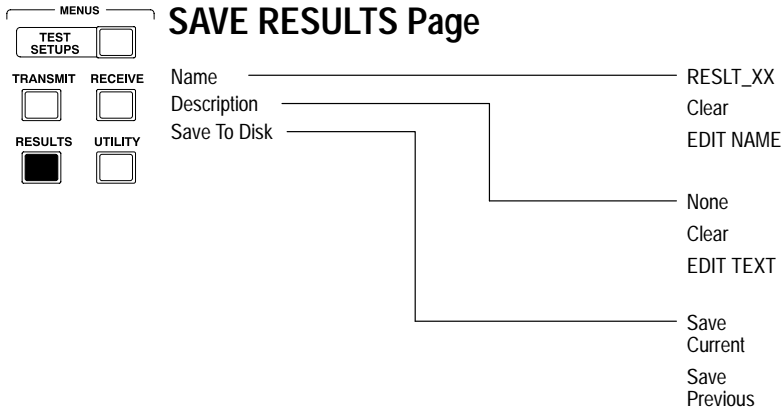 MENUS
SAVE RESULTS Page
TEST
SETUPS
TRANSMIT RECEIVE
RESULTS UTILITY
Name
Description
Save To Disk
RESLT_XX
Clear
EDIT NAME
None
Clear
EDIT TEXT
Save
Current
Save
Previous